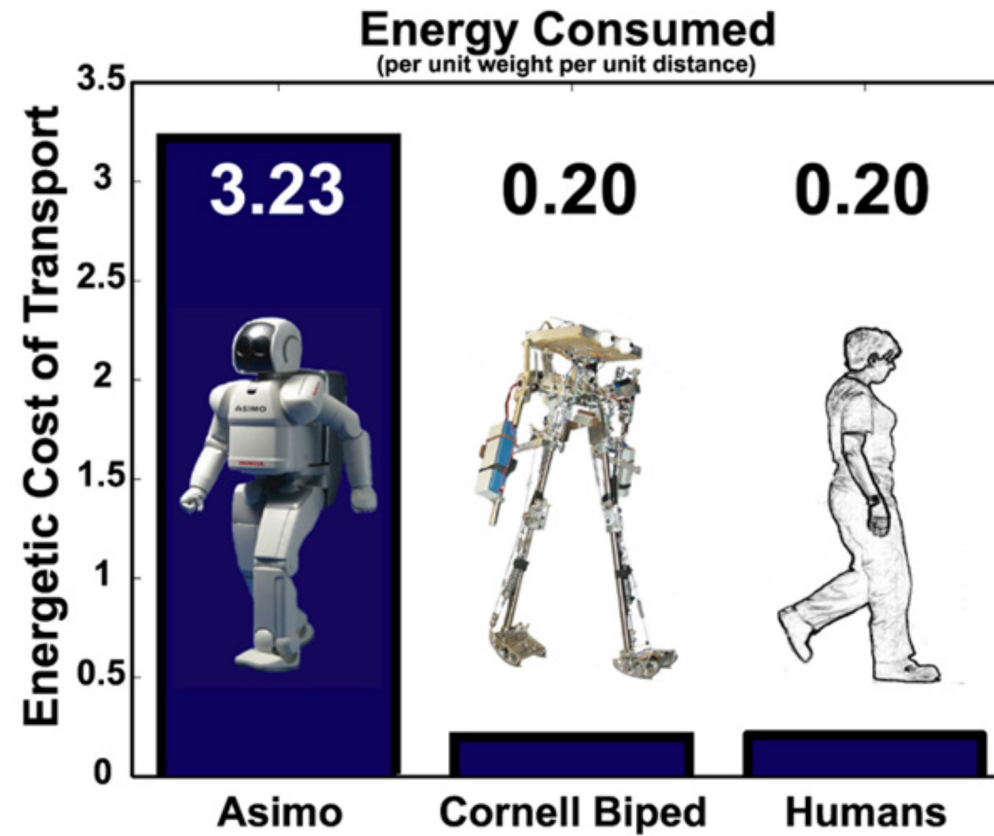 Energy Consumed
(per unit weight per unit distance)
Energetic Cost of Transport
3.5
3
2.5
2
1.5
1
0.5
0
3.23
0.20
0.20
ASIMO
HONDA
Asimo
Cornell Biped
Humans